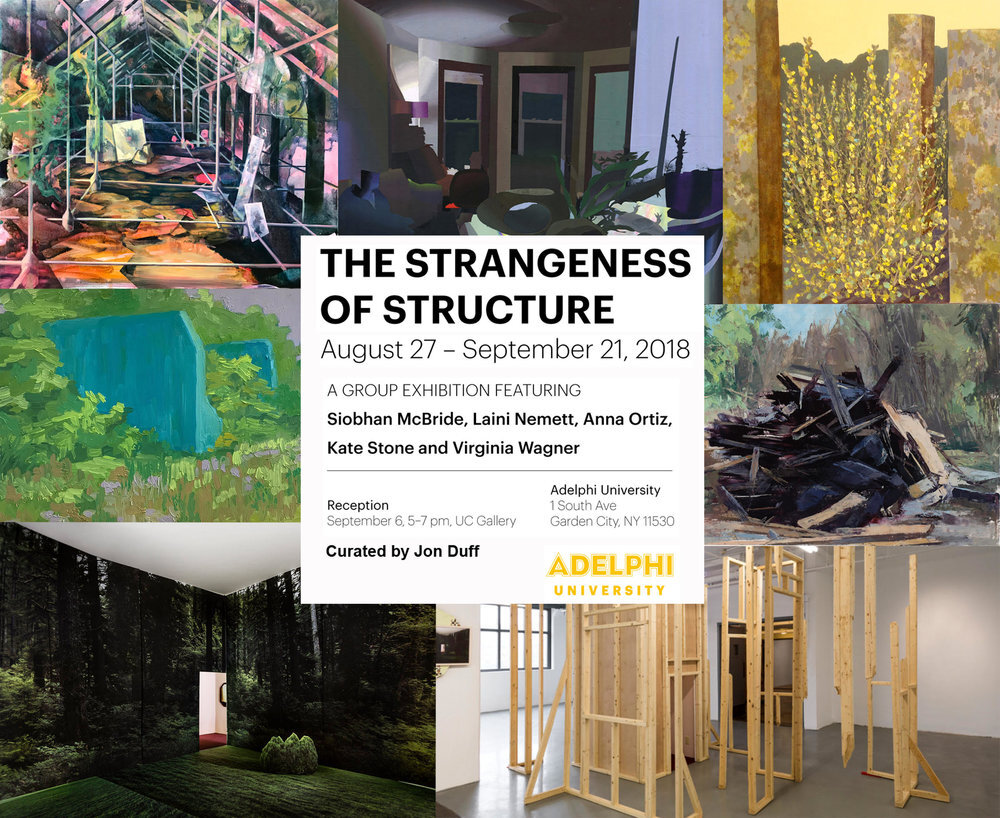 THE STRANGENESS
OF STRUCTURE
August 27 – September 21, 2018
A GROUP EXHIBITION FEATURING
Siobhan McBride, Laini Nemett, Anna Ortiz,
Kate Stone and Virginia Wagner
Reception
September 6, 5–7 pm, UC Gallery
Adelphi University
1 South Ave
Garden City, NY 11530
Curated by Jon Duff
ADELPHI
UNIVERSITY